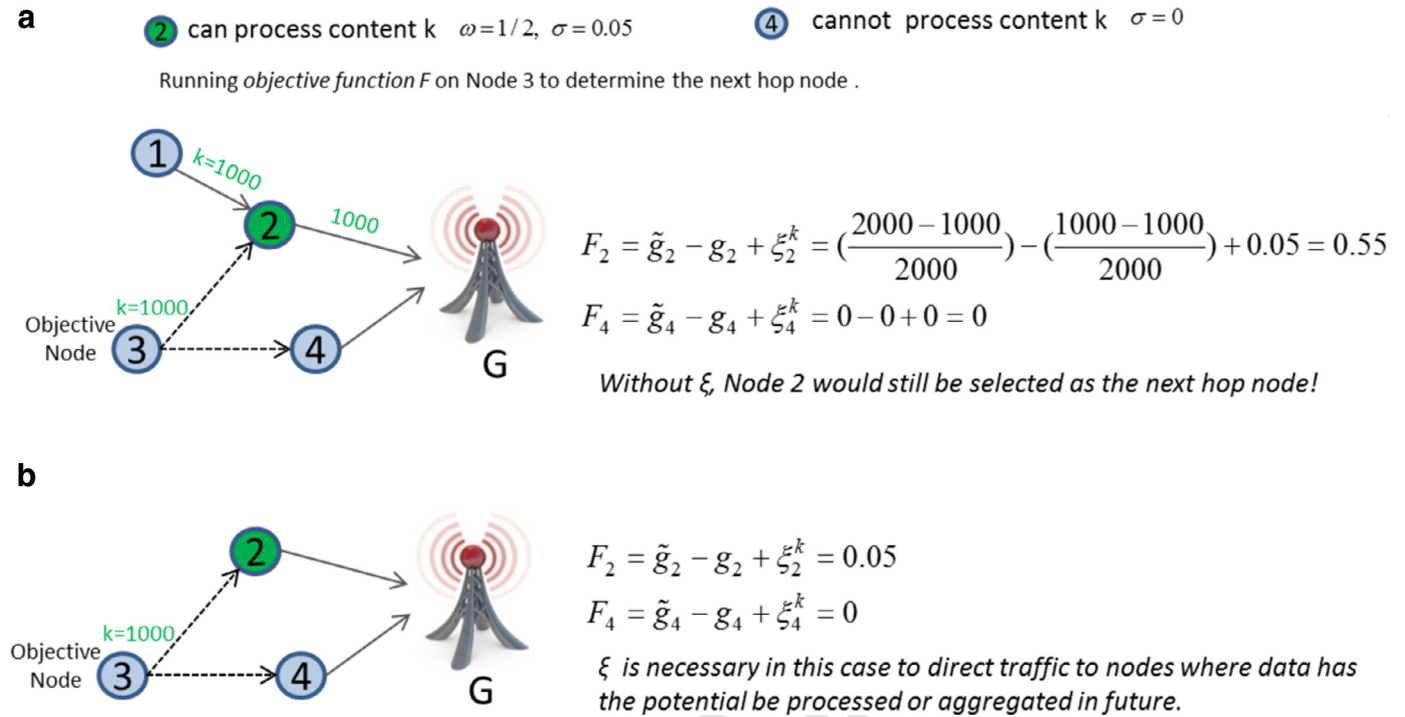 a
2 can process content k ω=1/2, σ=0.05
4 cannot process content k σ=0
Running objective function F on Node 3 to determine the next hop node .
1
k=1000
2
1000
k=1000
Objective
Node
3
4
G
F₂ = g̃₂ − g₂ + ξ₂ᵏ = (2000−1000/2000) − (1000−1000/2000) + 0.05 = 0.55
F₄ = g̃₄ − g₄ + ξ₄ᵏ = 0 − 0 + 0 = 0
Without ξ, Node 2 would still be selected as the next hop node!
b
2
k=1000
Objective
Node
3
4
G
F₂ = g̃₂ − g₂ + ξ₂ᵏ = 0.05
F₄ = g̃₄ − g₄ + ξ₄ᵏ = 0
ξ is necessary in this case to direct traffic to nodes where data has
the potential be processed or aggregated in future.